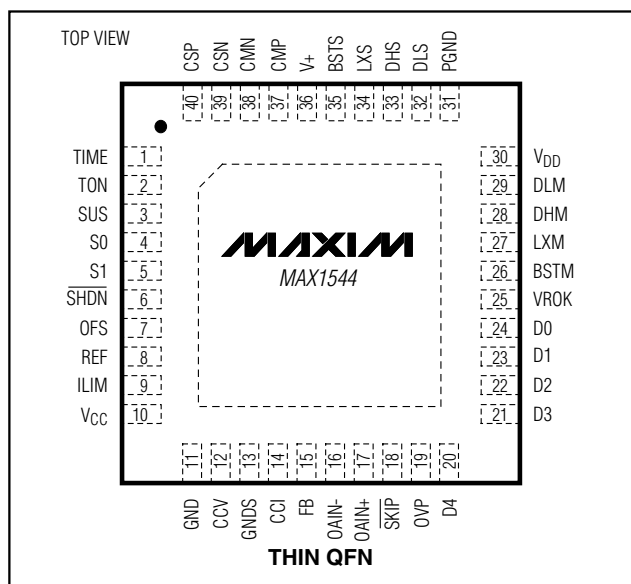 TOP VIEW
CSP
CSN
CMN
CMP
V+
BSTS
LXS
DHS
DLS
PGND
40
39
38
37
36
35
34
33
32
31
TIME 1
TON 2
SUS 3
S0 4
S1 5
SHDN 6
OFS 7
REF 8
ILIM 9
VCC 10
30 VDD
29 DLM
28 DHM
27 LXM
26 BSTM
25 VROK
24 D0
23 D1
22 D2
21 D3
MAXIM
MAX1544
11
12
13
14
15
16
17
18
19
20
GND
CCV
GNDS
CCI
FB
OAIN-
OAIN+
SKIP
OVP
D4
THIN QFN